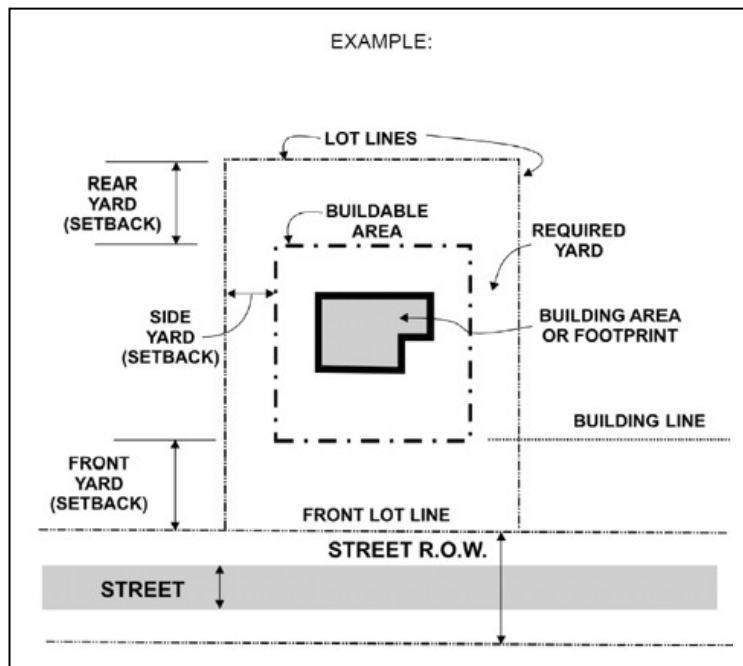 EXAMPLE:
LOT LINES
REAR
YARD
(SETBACK)
BUILDABLE
AREA
REQUIRED
YARD
SIDE
YARD
(SETBACK)
BUILDING AREA
OR FOOTPRINT
BUILDING LINE
FRONT
YARD
(SETBACK)
FRONT LOT LINE
STREET R.O.W.
STREET